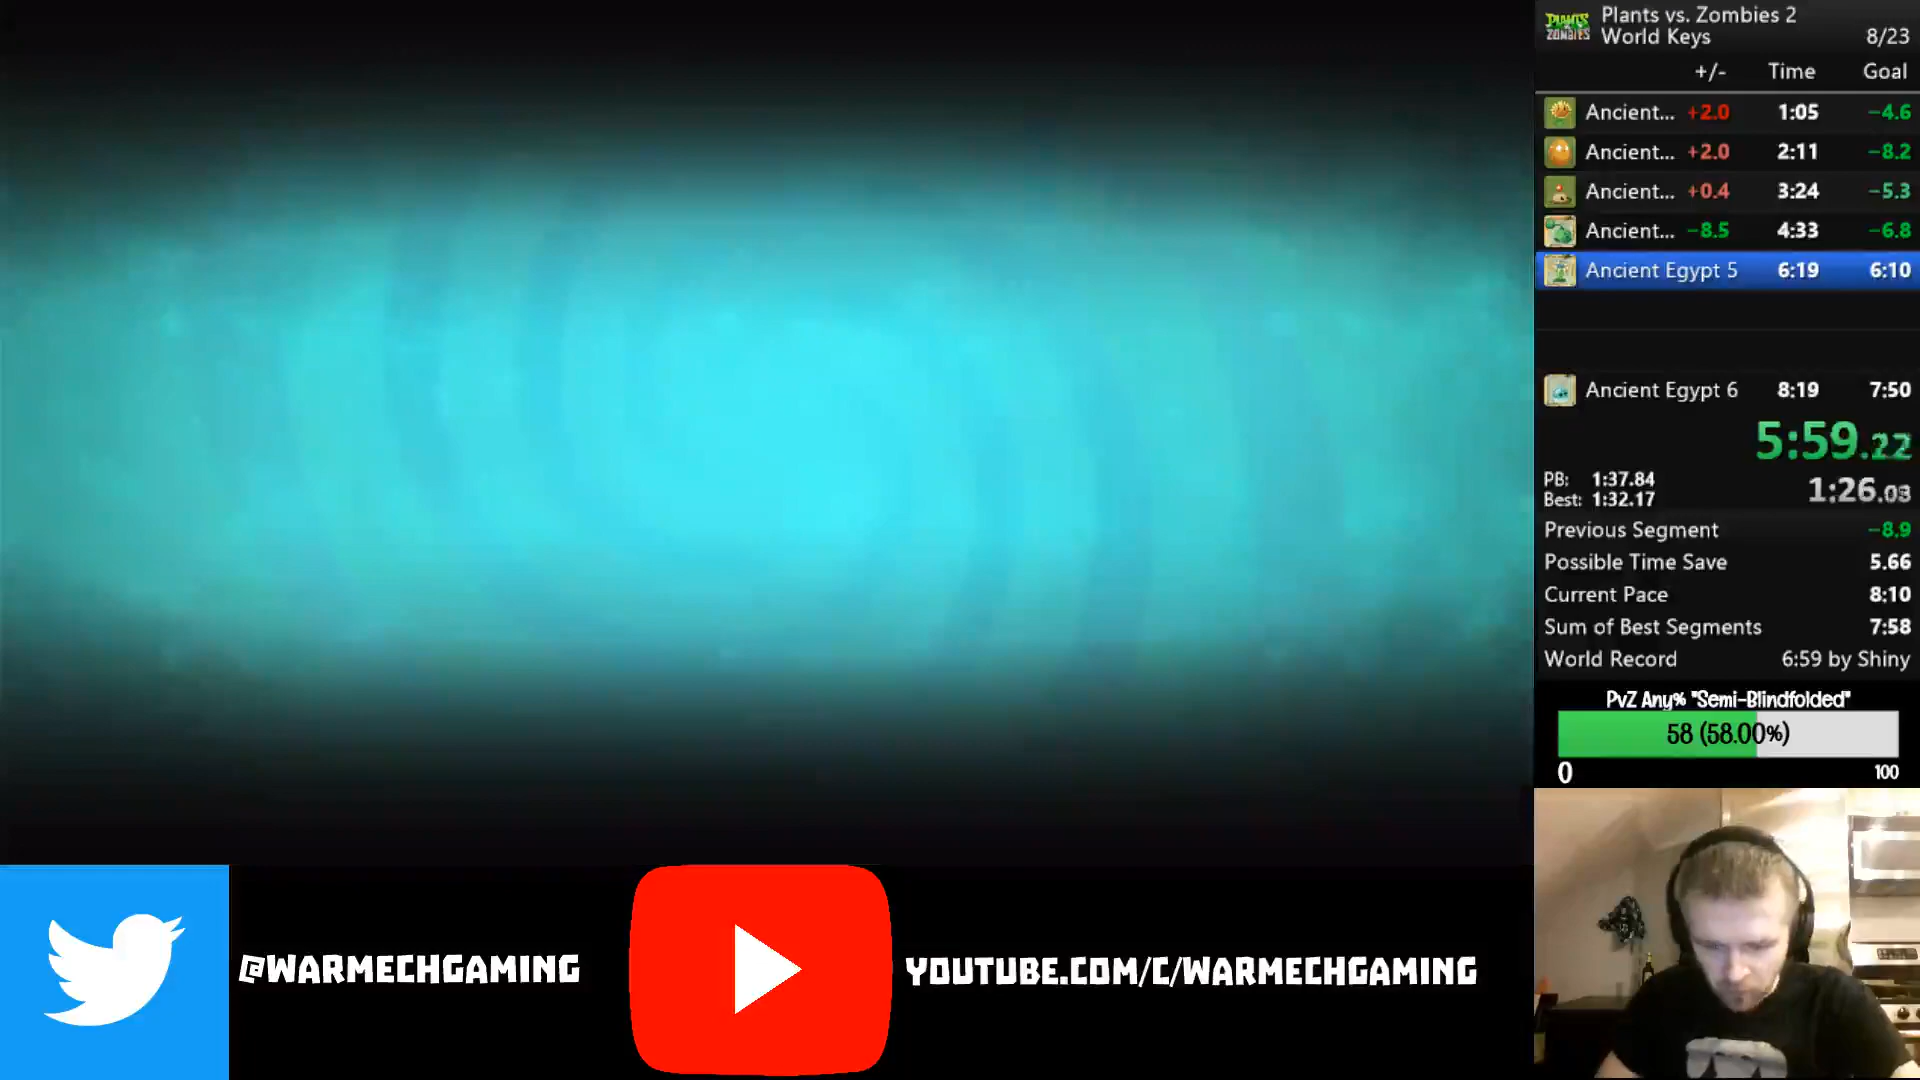 Plants vs. Zombies 2
World Keys 8/23
+/- Time Goal
Ancient... +2.0 1:05 −4.6
Ancient... +2.0 2:11 −8.2
Ancient... +0.4 3:24 −5.3
Ancient... −8.5 4:33 −6.8
Ancient Egypt 5 6:19 6:10
Ancient Egypt 6 8:19 7:50
5:59.22
PB: 1:37.84
Best: 1:32.17
1:26.03
Previous Segment −8.9
Possible Time Save 5.66
Current Pace 8:10
Sum of Best Segments 7:58
World Record 6:59 by Shiny
PvZ Any% "Semi-Blindfolded"
58 (58.00%)
0 100
@WARMECHGAMING
YOUTUBE.COM/C/WARMECHGAMING
PLANTS
ZOMBIES